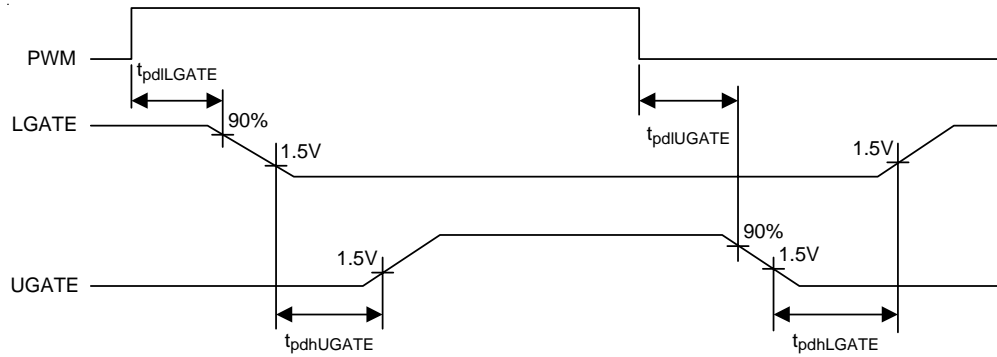 PWM
tpdlLGATE
LGATE
90%
1.5V
tpdlUGATE
1.5V
UGATE
1.5V
90%
1.5V
tpdhUGATE
tpdhLGATE